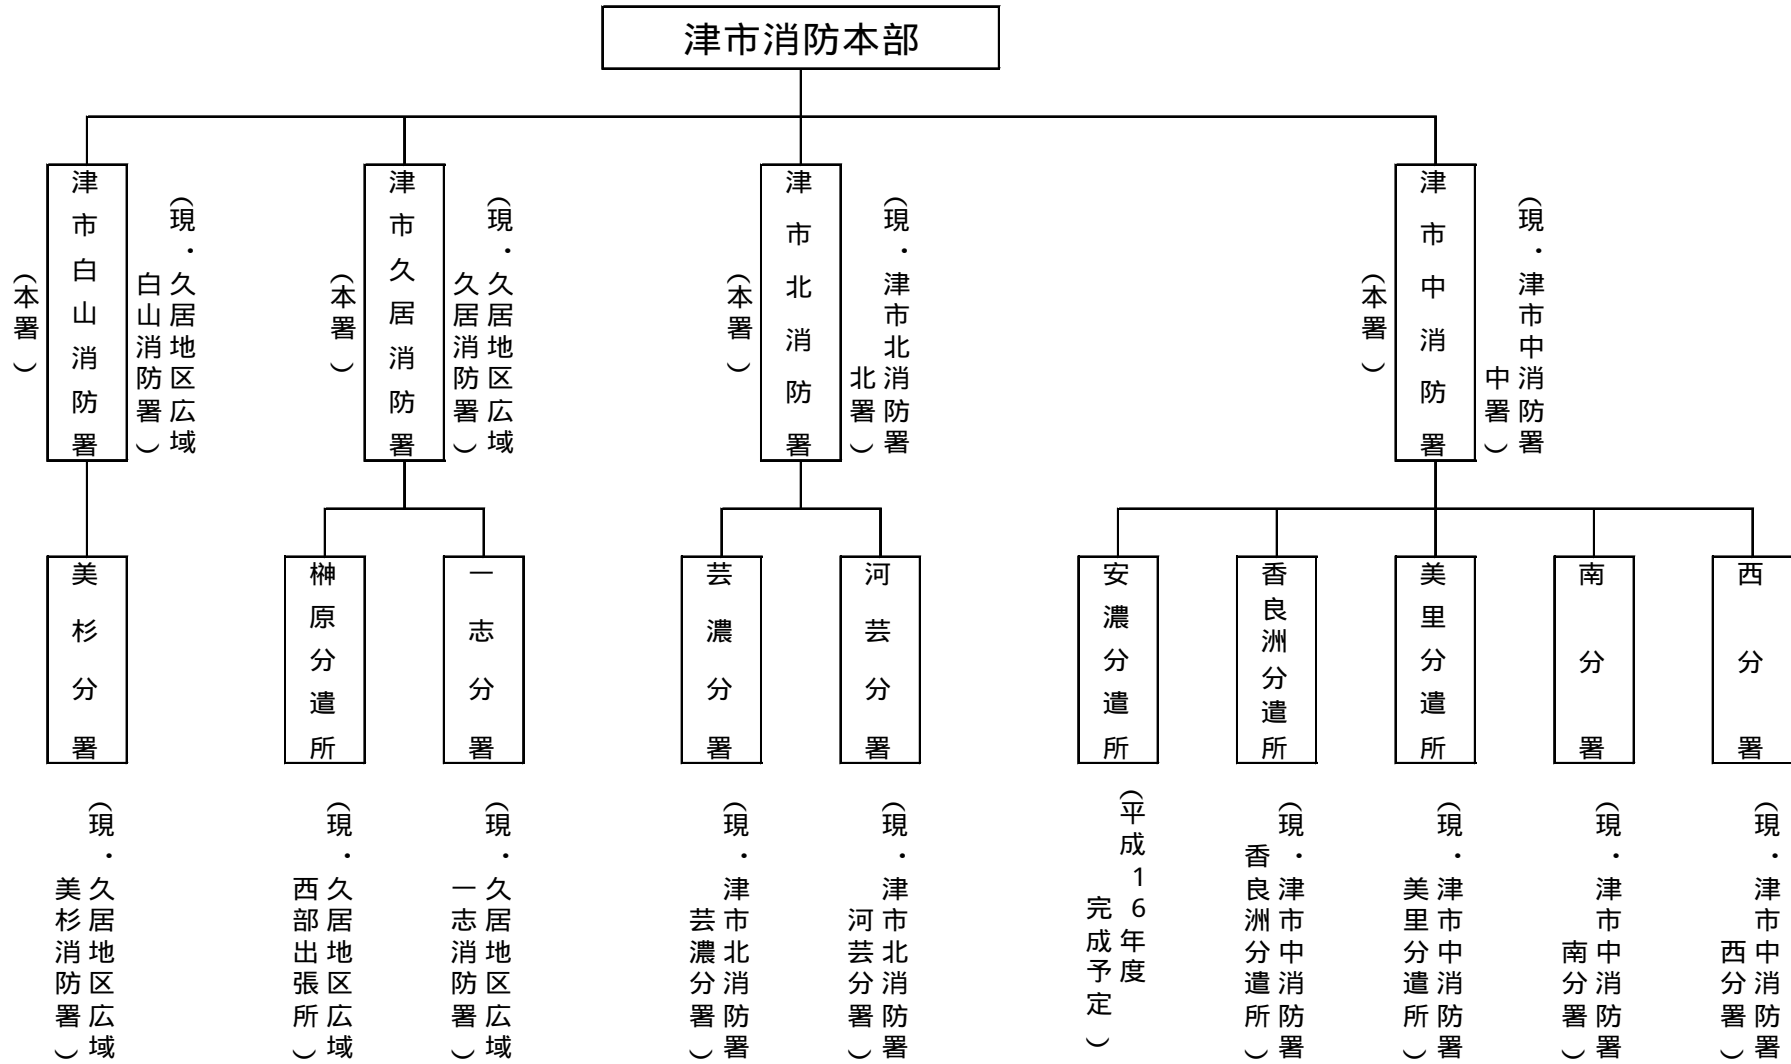 津市消防本部
津市中消防署
(現・津市中消防署
中署)
(本署)
津市北消防署
(現・津市北消防署
北署)
(本署)
津市久居消防署
(現・久居地区広域
久居消防署)
(本署)
津市白山消防署
(現・久居地区広域
白山消防署)
(本署)
西分署
(現・津市中消防署
西分署)
南分署
(現・津市中消防署
南分署)
美里分遣所
(現・津市中消防署
美里分遣所)
香良洲分遣所
(現・津市中消防署
香良洲分遣所)
安濃分遣所
(平成16年度
完成予定)
河芸分署
(現・津市北消防署
河芸分署)
芸濃分署
(現・津市北消防署
芸濃分署)
一志分署
(現・久居地区広域
一志消防署)
榊原分遣所
(現・久居地区広域
西部出張所)
美杉分署
(現・久居地区広域
美杉消防署)